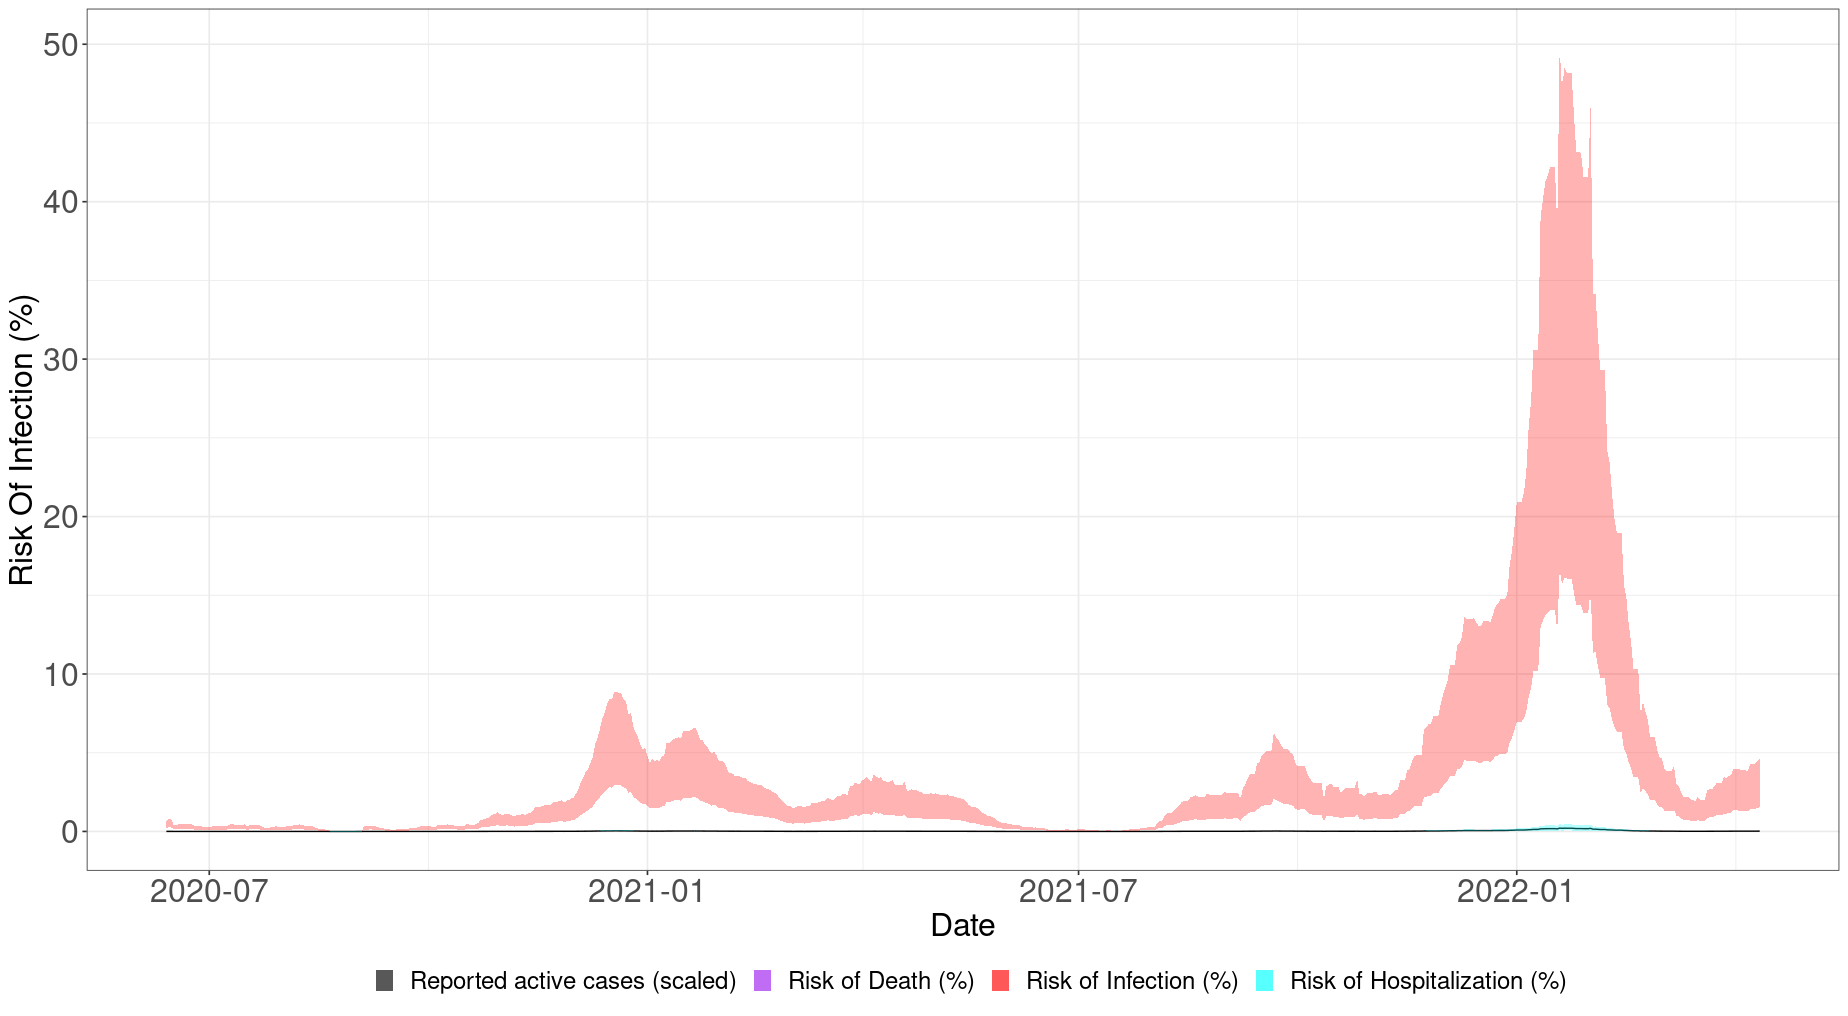 Risk Of Infection (%)
50
40
30
20
10
0
2020-07 2021-01 2021-07 2022-01
Date
Reported active cases (scaled) Risk of Death (%) Risk of Infection (%) Risk of Hospitalization (%)